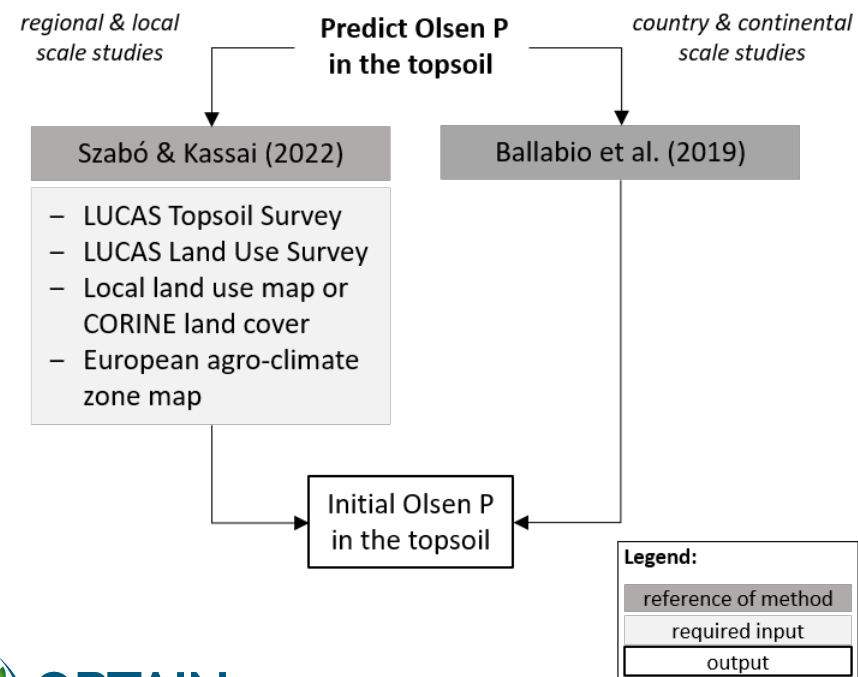 regional & local
scale studies
Predict Olsen P
in the topsoil
country & continental
scale studies
Szabó & Kassai (2022)
Ballabio et al. (2019)
– LUCAS Topsoil Survey
– LUCAS Land Use Survey
– Local land use map or
CORINE land cover
– European agro-climate
zone map
Initial Olsen P
in the topsoil
Legend:
reference of method
required input
output